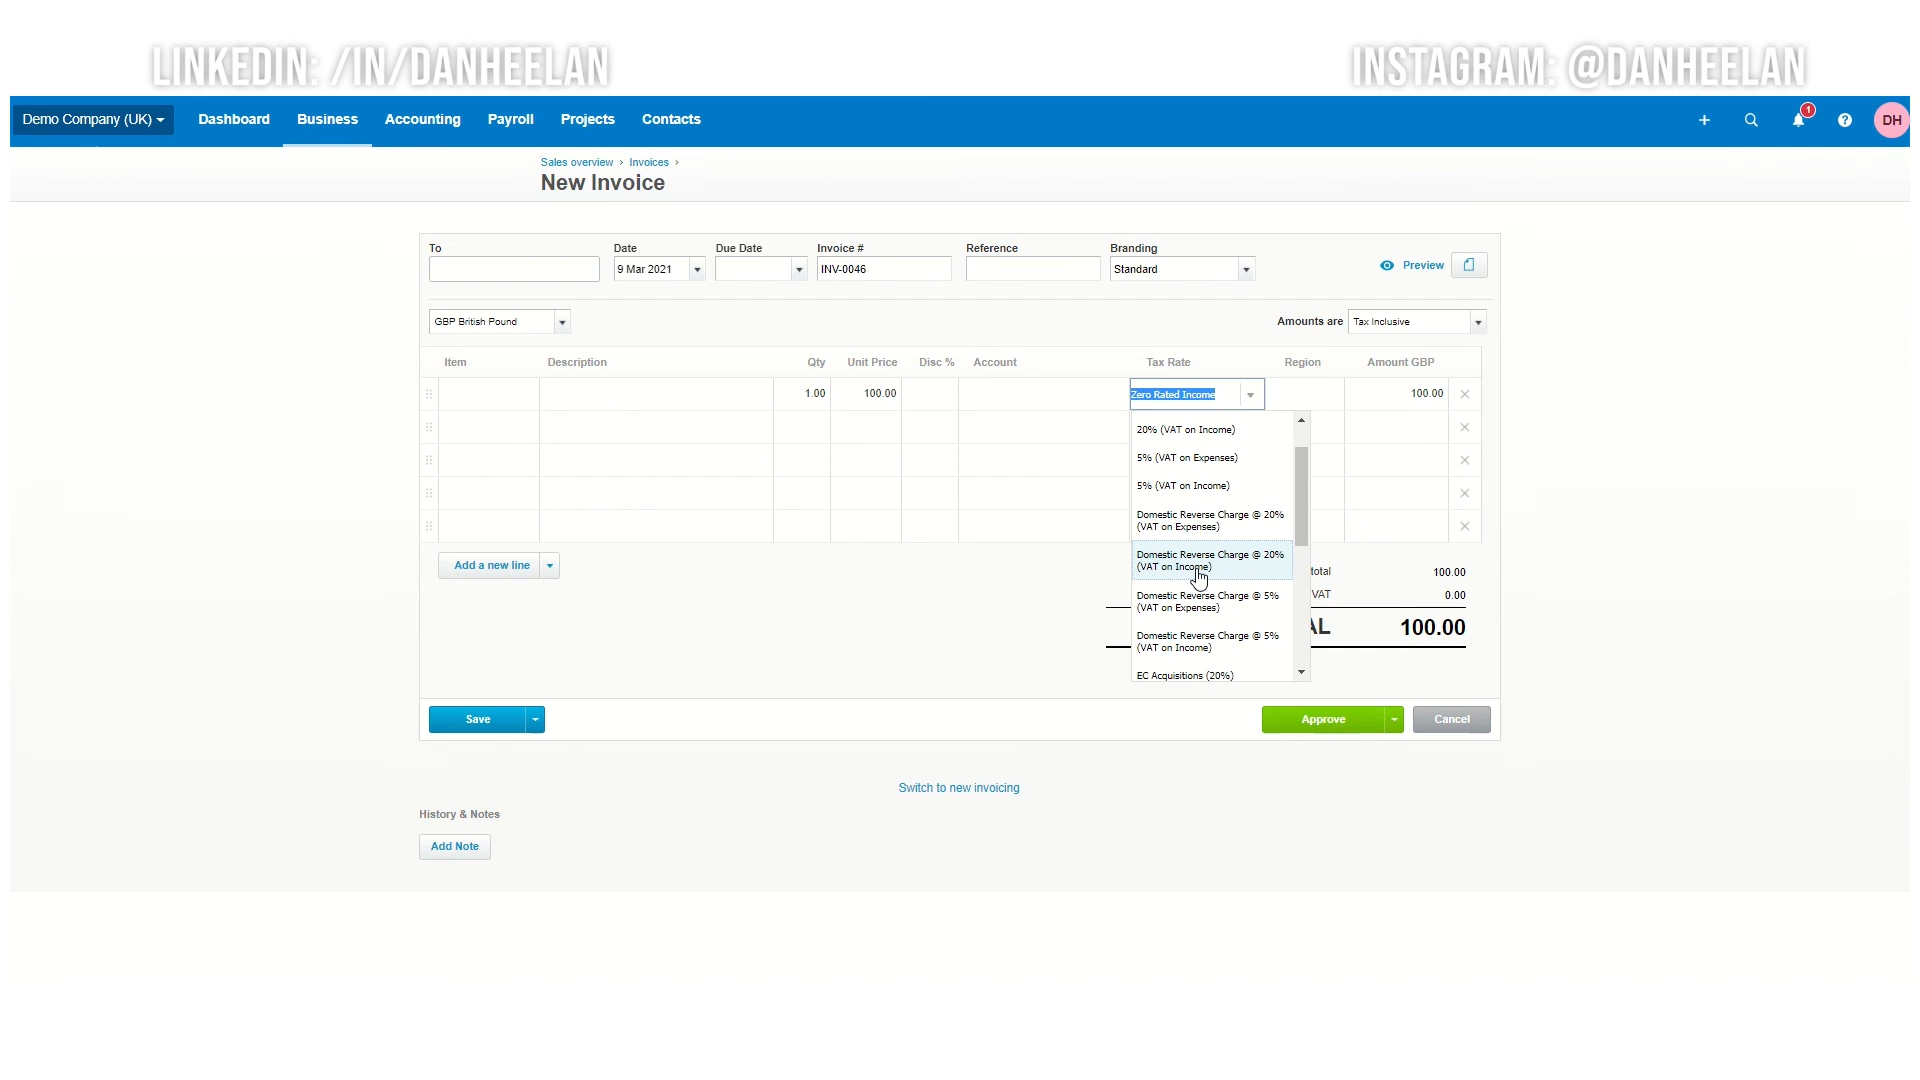 LINKEDIN: /IN/DANHEELAN
INSTAGRAM: @DANHEELAN
Demo Company (UK)
Dashboard
Business
Accounting
Payroll
Projects
Contacts
1
DH
Sales overview › Invoices ›
New Invoice
To
Date
Due Date
Invoice #
Reference
Branding
9 Mar 2021
INV-0046
Standard
Preview
GBP British Pound
Amounts are
Tax Inclusive
Item
Description
Qty
Unit Price
Disc %
Account
Tax Rate
Region
Amount GBP
1.00
100.00
Zero Rated Income
100.00
20% (VAT on Income)
5% (VAT on Expenses)
5% (VAT on Income)
Domestic Reverse Charge @ 20%
(VAT on Expenses)
Domestic Reverse Charge @ 20%
(VAT on Income)
Domestic Reverse Charge @ 5%
(VAT on Expenses)
Domestic Reverse Charge @ 5%
(VAT on Income)
EC Acquisitions (20%)
Add a new line
total
100.00
VAT
0.00
AL
100.00
Save
Approve
Cancel
Switch to new invoicing
History & Notes
Add Note